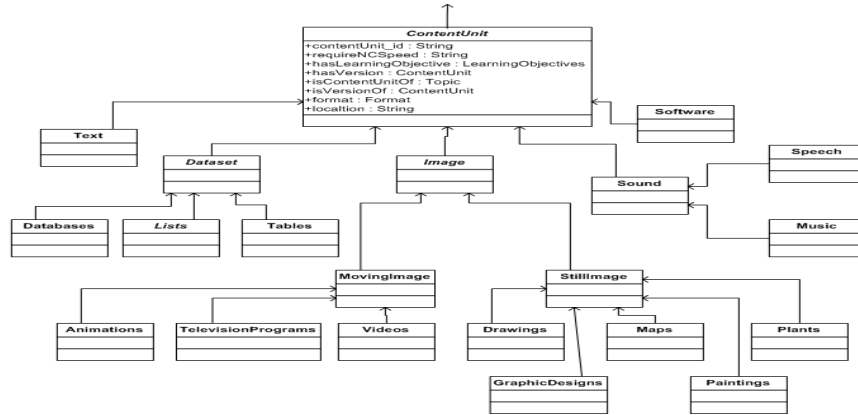 ContentUnit
+contentUnit_id : String
+requireNCSpeed : String
+hasLearningObjective : LearningObjectives
+hasVersion : ContentUnit
+isContentUnitOf : Topic
+isVersionOf : ContentUnit
+format : Format
+localtion : String
Software
Text
Dataset
Image
Speech
Sound
Databases
Lists
Tables
Music
MovingImage
StillImage
Animations
TelevisionPrograms
Videos
Drawings
Maps
Plants
GraphicDesigns
Paintings